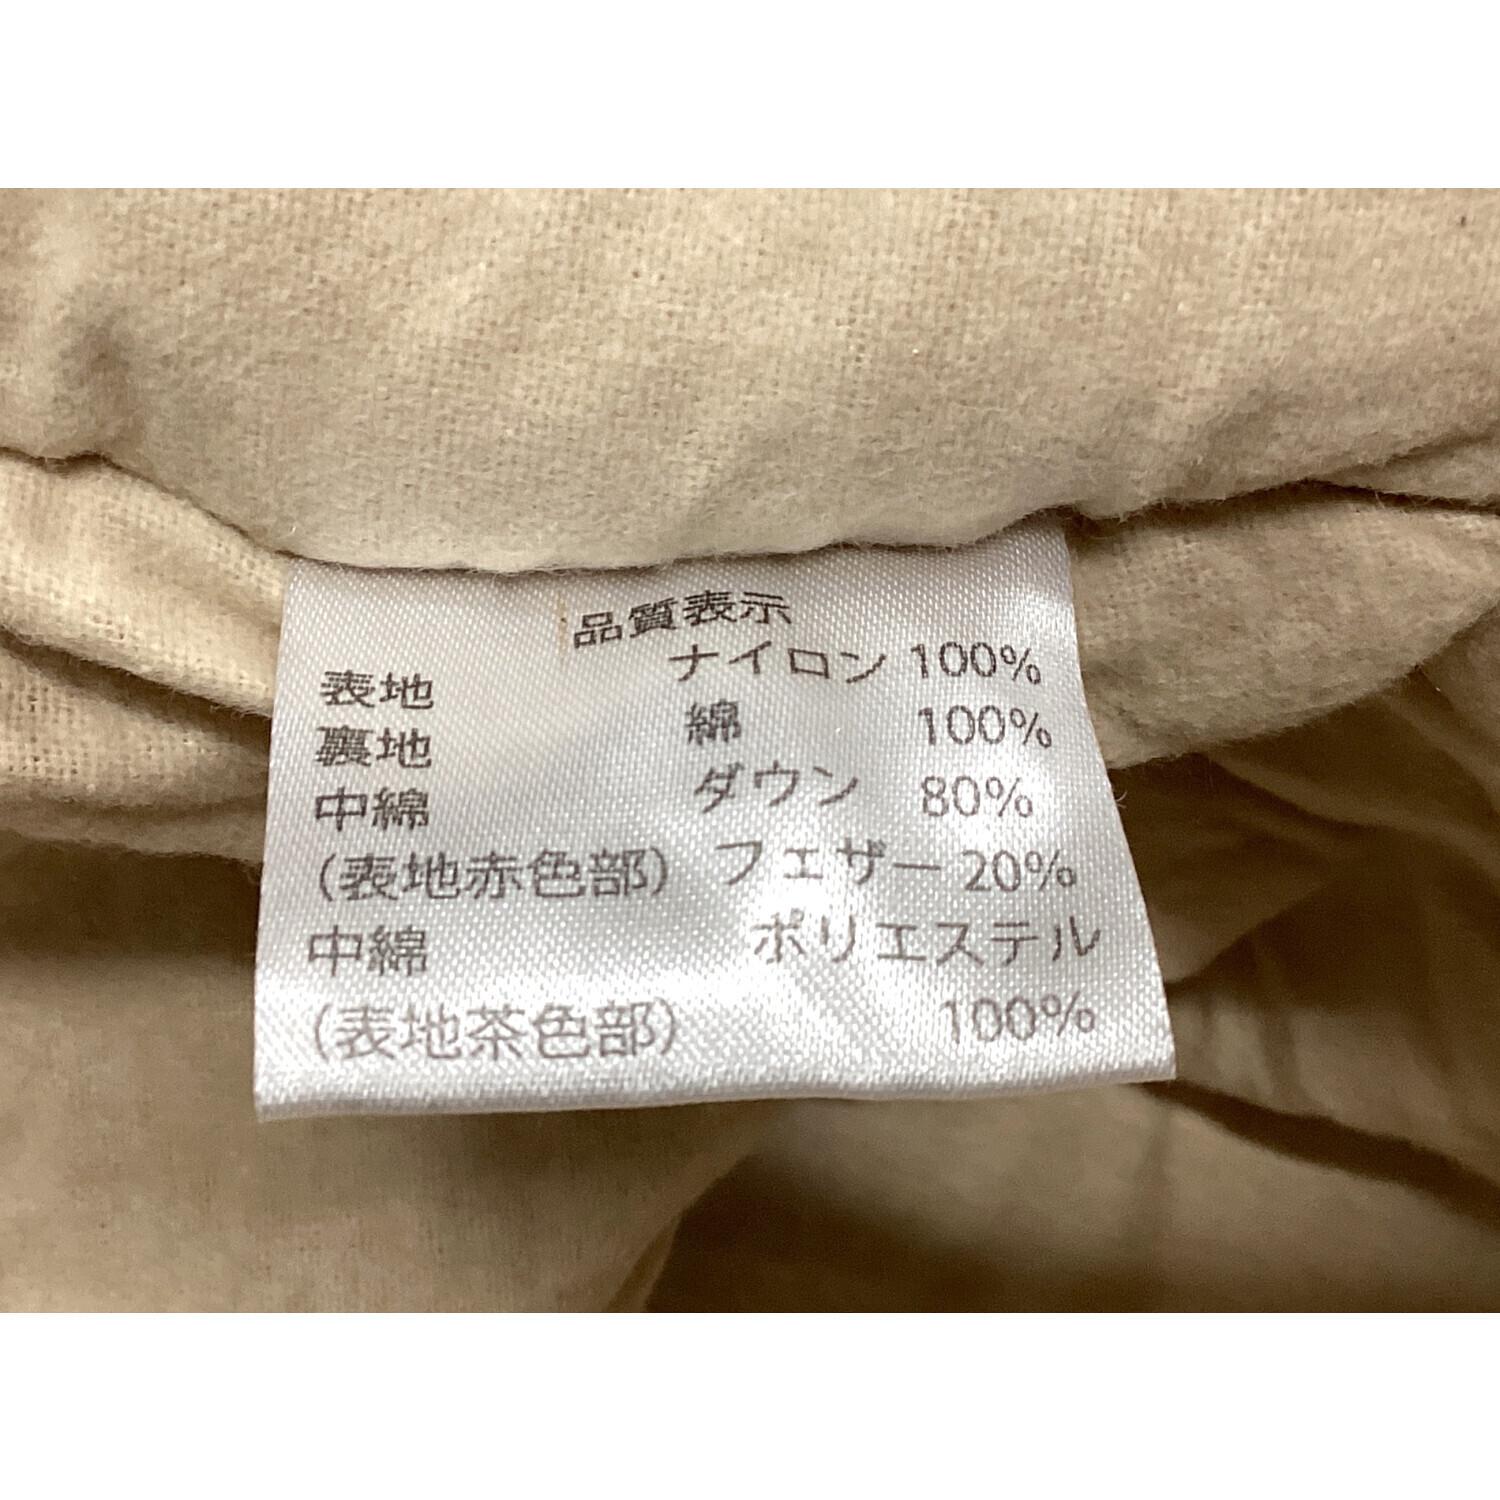 品質表示
表地 ナイロン 100%
裏地 綿 100%
中綿 ダウン 80%
(表地赤色部) フェザー 20%
中綿 ポリエステル
(表地茶色部) 100%